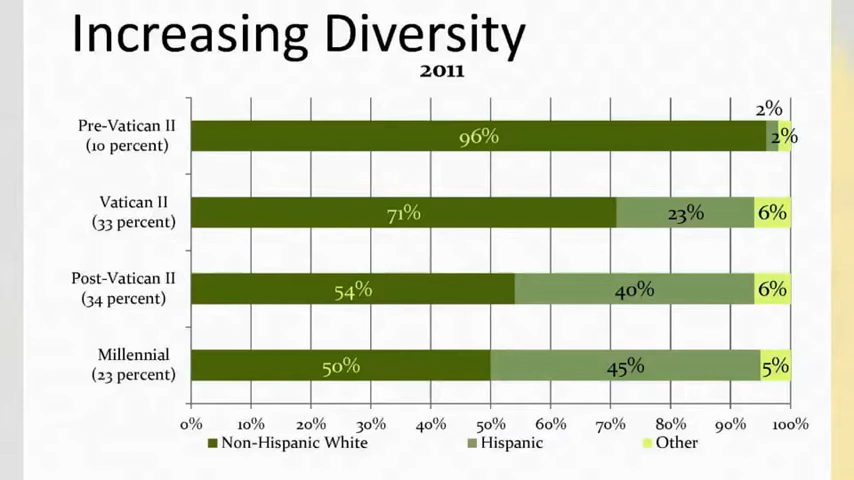 Increasing Diversity
2011
2%
Pre-Vatican II
(10 percent)
96%
2%
Vatican II
(33 percent)
71%
23%
6%
Post-Vatican II
(34 percent)
54%
40%
6%
Millennial
(23 percent)
50%
45%
5%
0% 10% 20% 30% 40% 50% 60% 70% 80% 90% 100%
Non-Hispanic White Hispanic Other